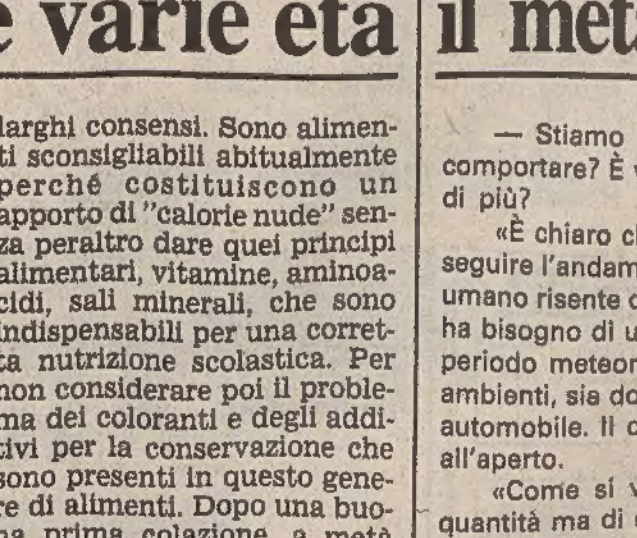 e varie età
larghi consensi. Sono alimen-
ti sconsigliabili abitualmente
perché costituiscono un
apporto di "calorie nude" sen-
za peraltro dare quei principi
alimentari, vitamine, aminoa-
cidi, sali minerali, che sono
indispensabili per una corret-
ta nutrizione scolastica. Per
non considerare poi il proble-
ma dei coloranti e degli addi-
tivi per la conservazione che
sono presenti in questo gene-
re di alimenti. Dopo una buo-
na prima colazione, a metà
il met
— Stiamo
comportare? È
di più?
«È chiaro
seguire l'andam
umano risente
ha bisogno di
periodo meteor
ambienti, sia
automobile. Il
all'aperto.
«Come si
quantità ma di